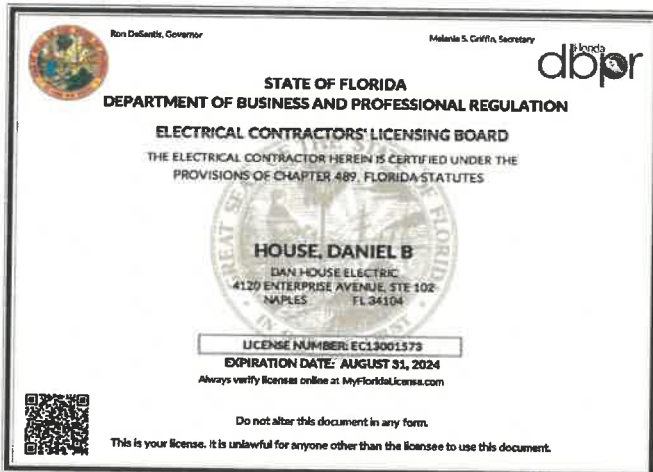 Ron DeSantis, Governor
Melanie S. Griffin, Secretary
Florida
dbpr
STATE OF FLORIDA
DEPARTMENT OF BUSINESS AND PROFESSIONAL REGULATION
ELECTRICAL CONTRACTORS' LICENSING BOARD
THE ELECTRICAL CONTRACTOR HEREIN IS CERTIFIED UNDER THE
PROVISIONS OF CHAPTER 489, FLORIDA STATUTES
HOUSE, DANIEL B
DAN HOUSE ELECTRIC
4120 ENTERPRISE AVENUE, STE 102
NAPLES FL 34104
LICENSE NUMBER: EC13001573
EXPIRATION DATE: AUGUST 31, 2024
Always verify licenses online at MyFloridaLicense.com
Do not alter this document in any form.
This is your license. It is unlawful for anyone other than the licensee to use this document.